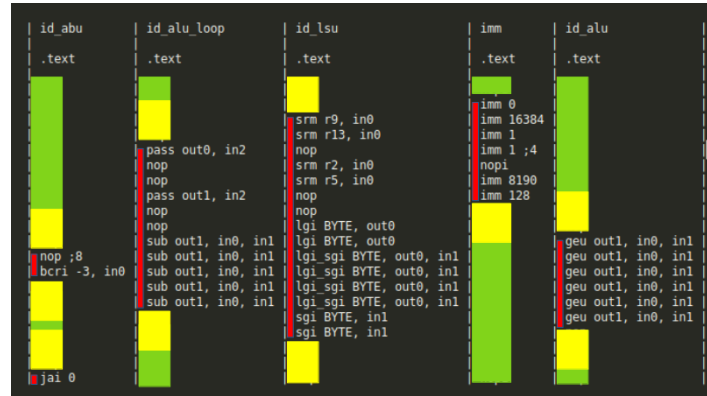 id_abu
.text
nop ;8
bcri -3, in0
jai 0
id_alu_loop
.text
pass out0, in2
nop
nop
pass out1, in2
nop
nop
sub out1, in0, in1
sub out1, in0, in1
sub out1, in0, in1
sub out1, in0, in1
sub out1, in0, in1
id_lsu
.text
srm r9, in0
srm r13, in0
nop
srm r2, in0
srm r5, in0
nop
nop
lgi BYTE, out0
lgi BYTE, out0
lgi_sgi BYTE, out0, in1
lgi_sgi BYTE, out0, in1
lgi_sgi BYTE, out0, in1
lgi_sgi BYTE, out0, in1
sgi BYTE, in1
sgi BYTE, in1
imm
.text
imm 0
imm 16384
imm 1
imm 1 ;4
nopi
imm 8190
imm 128
id_alu
.text
geu out1, in0, in1
geu out1, in0, in1
geu out1, in0, in1
geu out1, in0, in1
geu out1, in0, in1
geu out1, in0, in1